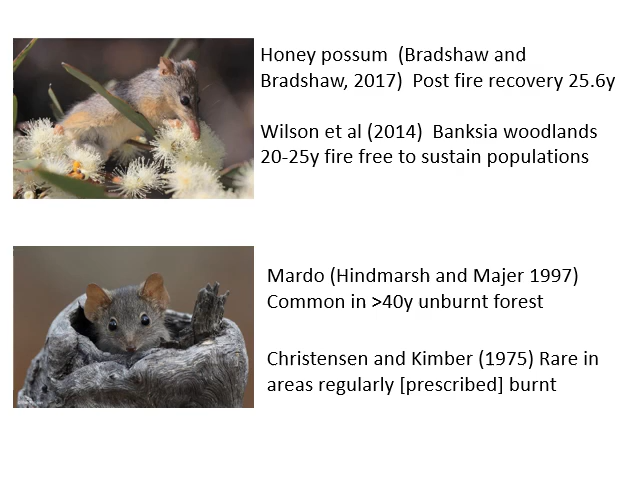 Honey possum  (Bradshaw and
Bradshaw, 2017)  Post fire recovery 25.6y
Wilson et al (2014)  Banksia woodlands
20-25y fire free to sustain populations
Mardo (Hindmarsh and Majer 1997)
Common in >40y unburnt forest
Christensen and Kimber (1975) Rare in
areas regularly [prescribed] burnt